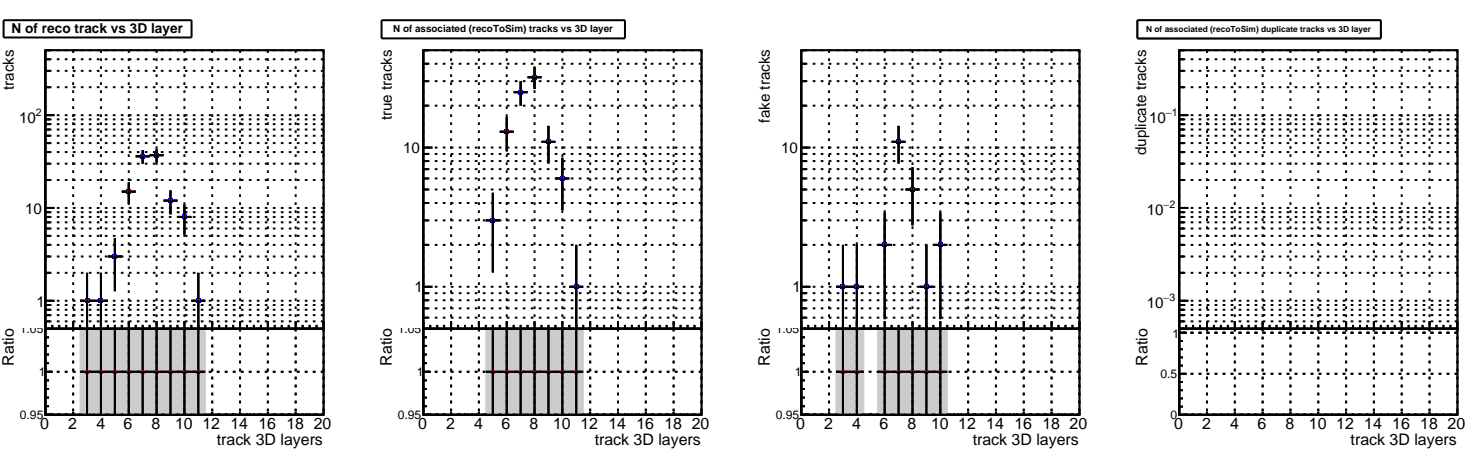 N of reco track vs 3D layer
tracks
10²
10
1
1.05
Ratio
1
0.95
0 2 4 6 8 10 12 14 16 18 20
track 3D layers
N of associated (recoToSim) tracks vs 3D layer
true tracks
10
1
1.05
Ratio
1
0.95
0 2 4 6 8 10 12 14 16 18 20
track 3D layers
fake tracks
10
1
1.05
Ratio
1
0.95
0 2 4 6 8 10 12 14 16 18 20
track 3D layers
N of associated (recoToSim) duplicate tracks vs 3D layer
duplicate tracks
10⁻¹
10⁻²
10⁻³
Ratio
1
0.5
0
0 2 4 6 8 10 12 14 16 18 20
track 3D layers